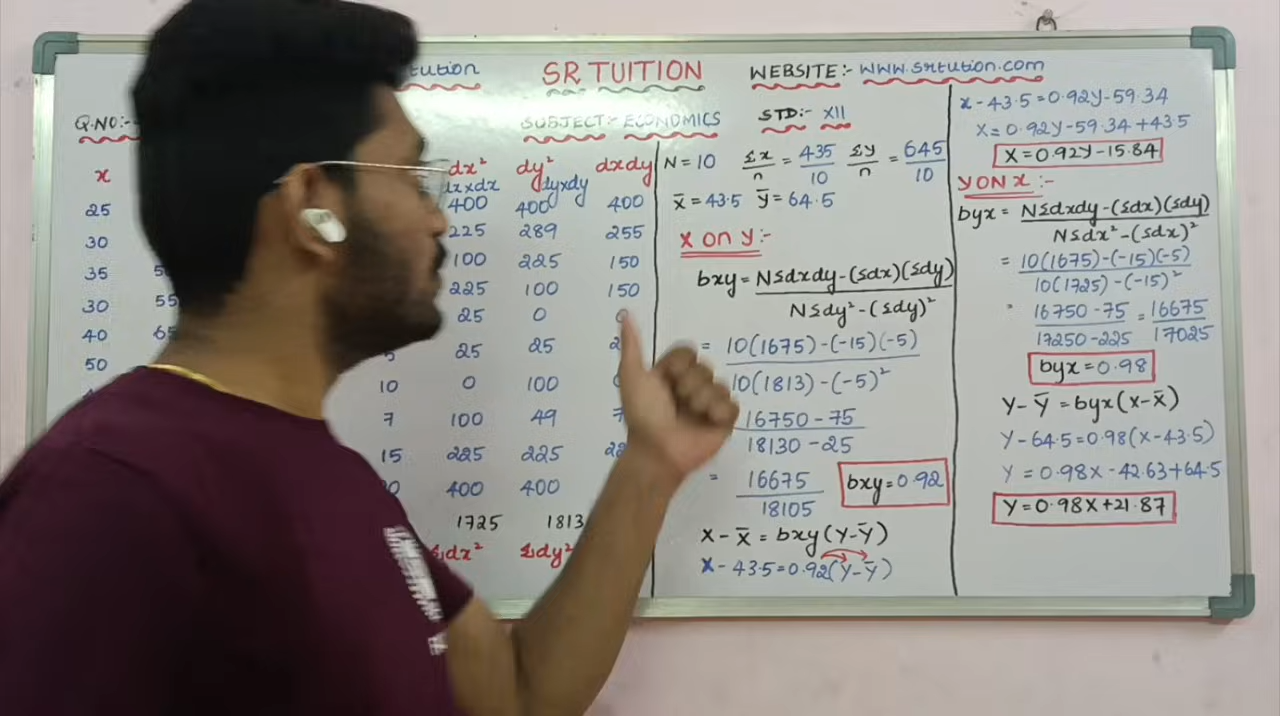 tution SR TUITION WEBSITE:- www.srtution.com
Q.NO:- SUBJECT:- ECONOMICS STD:- XII
x dx² dy² dxdy
dx×dx dyxdy
25 400 400 400
30 225 289 255
35 100 225 150
30 55 225 100 150
40 65 25 0
50 5 25 25
10 0 100
7 100 49
15 225 225
400 400
1725 1813
Σdx² Σdy²
N=10 Σx/n = 435/10 Σy/n = 645/10
x̄ = 43.5 ȳ = 64.5
X on Y:-
bxy = NΣdxdy-(Σdx)(Σdy)
NΣdy²-(Σdy)²
= 10(1675)-(-15)(-5)
10(1813)-(-5)²
16750-75
18130-25
= 16675
18105
bxy=0.92
X-X̄ = bxy(Y-Ȳ)
X-43.5=0.92(Y-Ȳ)
X-43.5=0.92Y-59.34
X=0.92Y-59.34+43.5
X=0.92Y-15.84
Y ON X:-
byx = NΣdxdy-(Σdx)(Σdy)
NΣdx²-(Σdx)²
= 10(1675)-(-15)(-5)
10(1725)-(-15)²
16750-75 = 16675
17250-225 17025
byx=0.98
Y-Ȳ=byx(X-X̄)
Y-64.5=0.98(X-43.5)
Y=0.98X-42.63+64.5
Y=0.98X+21.87